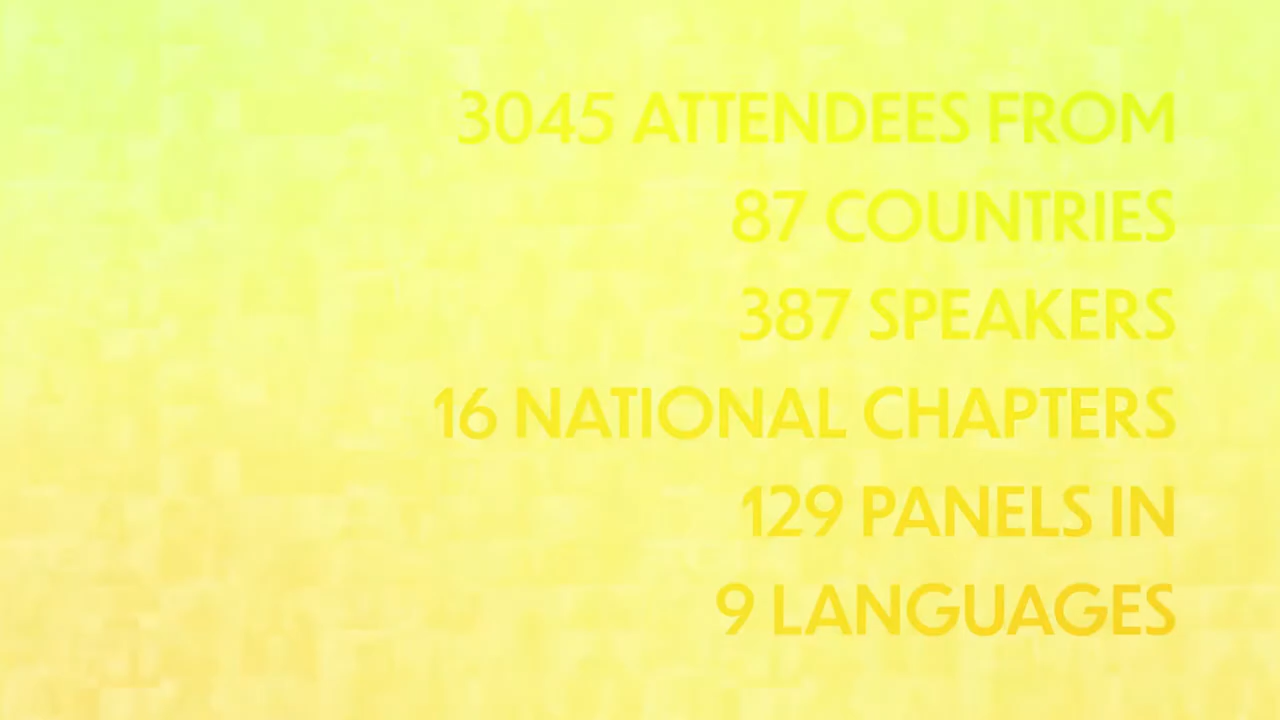 3045 ATTENDEES FROM
87 COUNTRIES
387 SPEAKERS
16 NATIONAL CHAPTERS
129 PANELS IN
9 LANGUAGES